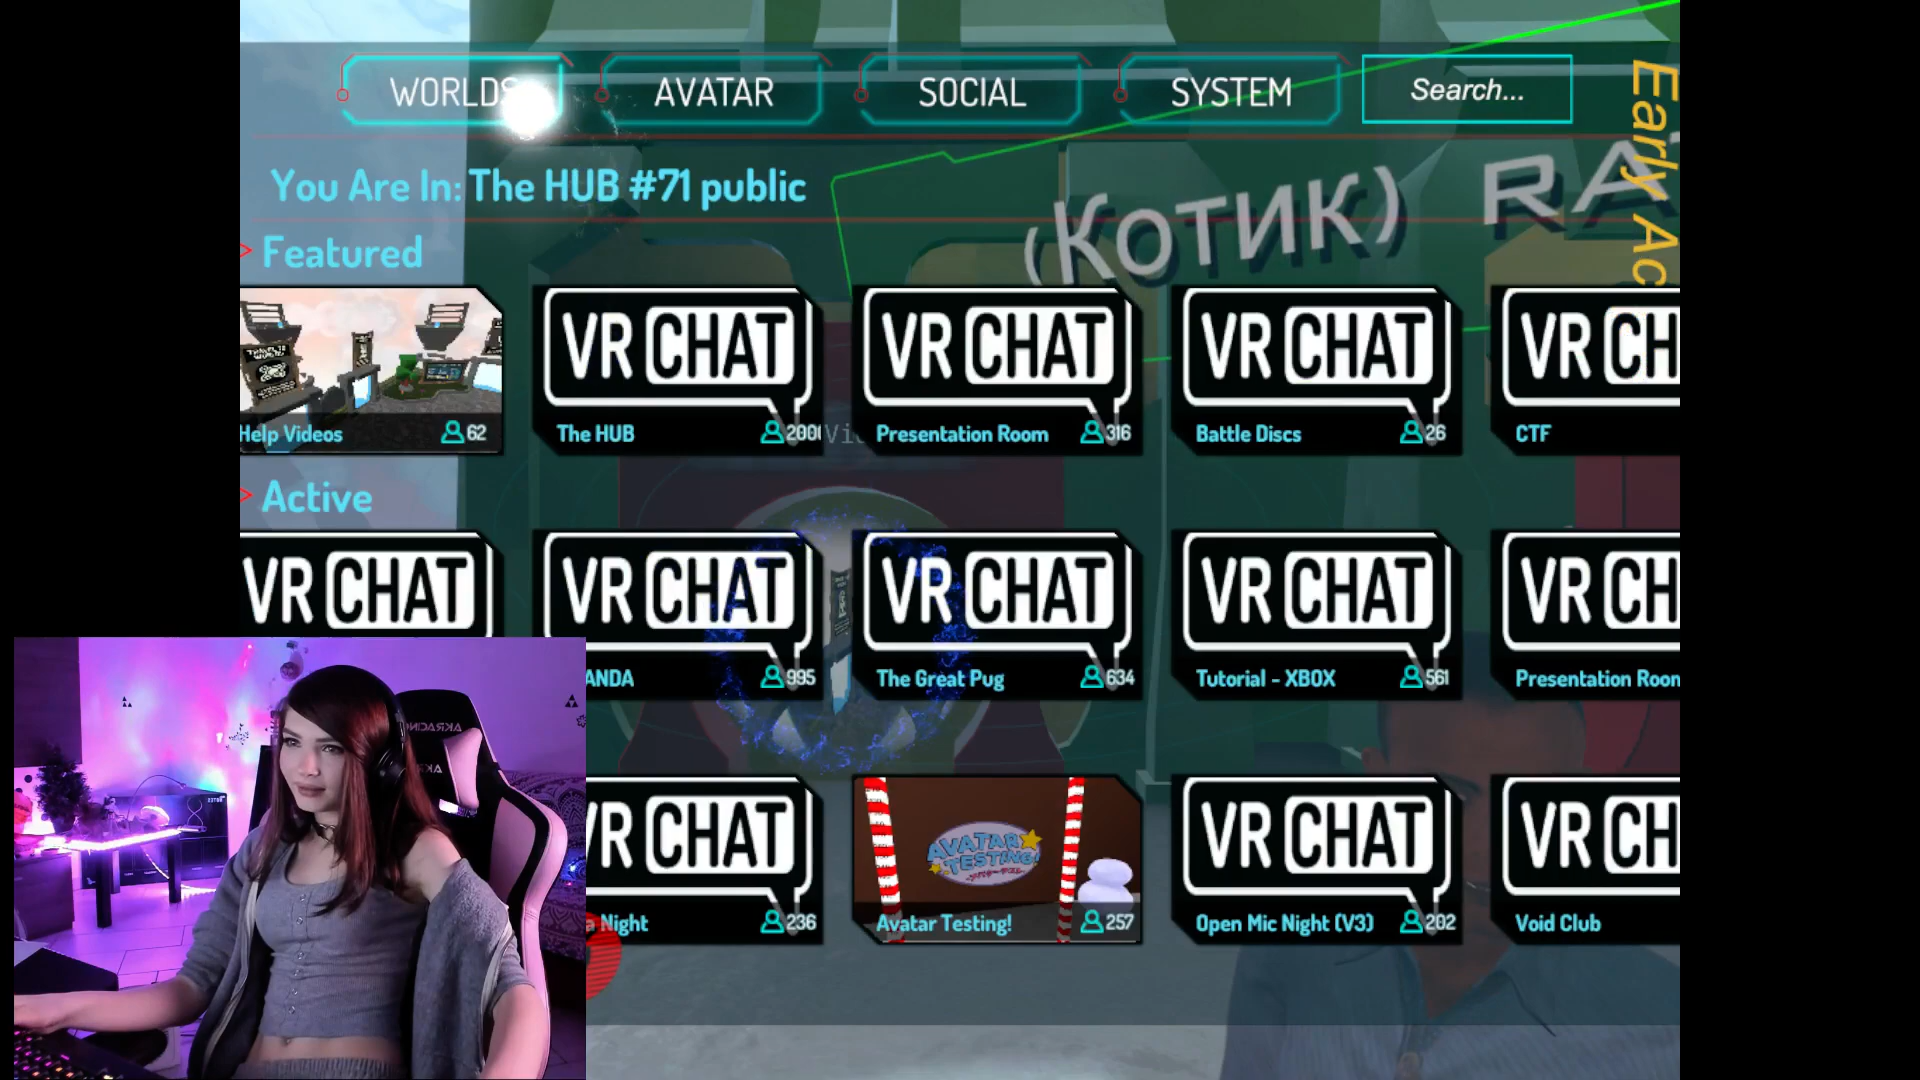 WORLDS AVATAR SOCIAL SYSTEM Search...
Early Ac
You Are In: The HUB #71 public
(Котик) RA
Featured
VR CHAT VR CHAT VR CHAT VR CH
Help Videos 62 The HUB 2000 Presentation Room 316 Battle Discs 26 CTF
Active
VR CHAT VR CHAT VR CHAT VR CHAT VR CH
ANDA 995 The Great Pug 634 Tutorial - XBOX 561 Presentation Room
AKRACING
R CHAT AVATAR TESTING! VR CHAT VR CH
Night 236 Avatar Testing! 257 Open Mic Night (V3) 202 Void Club